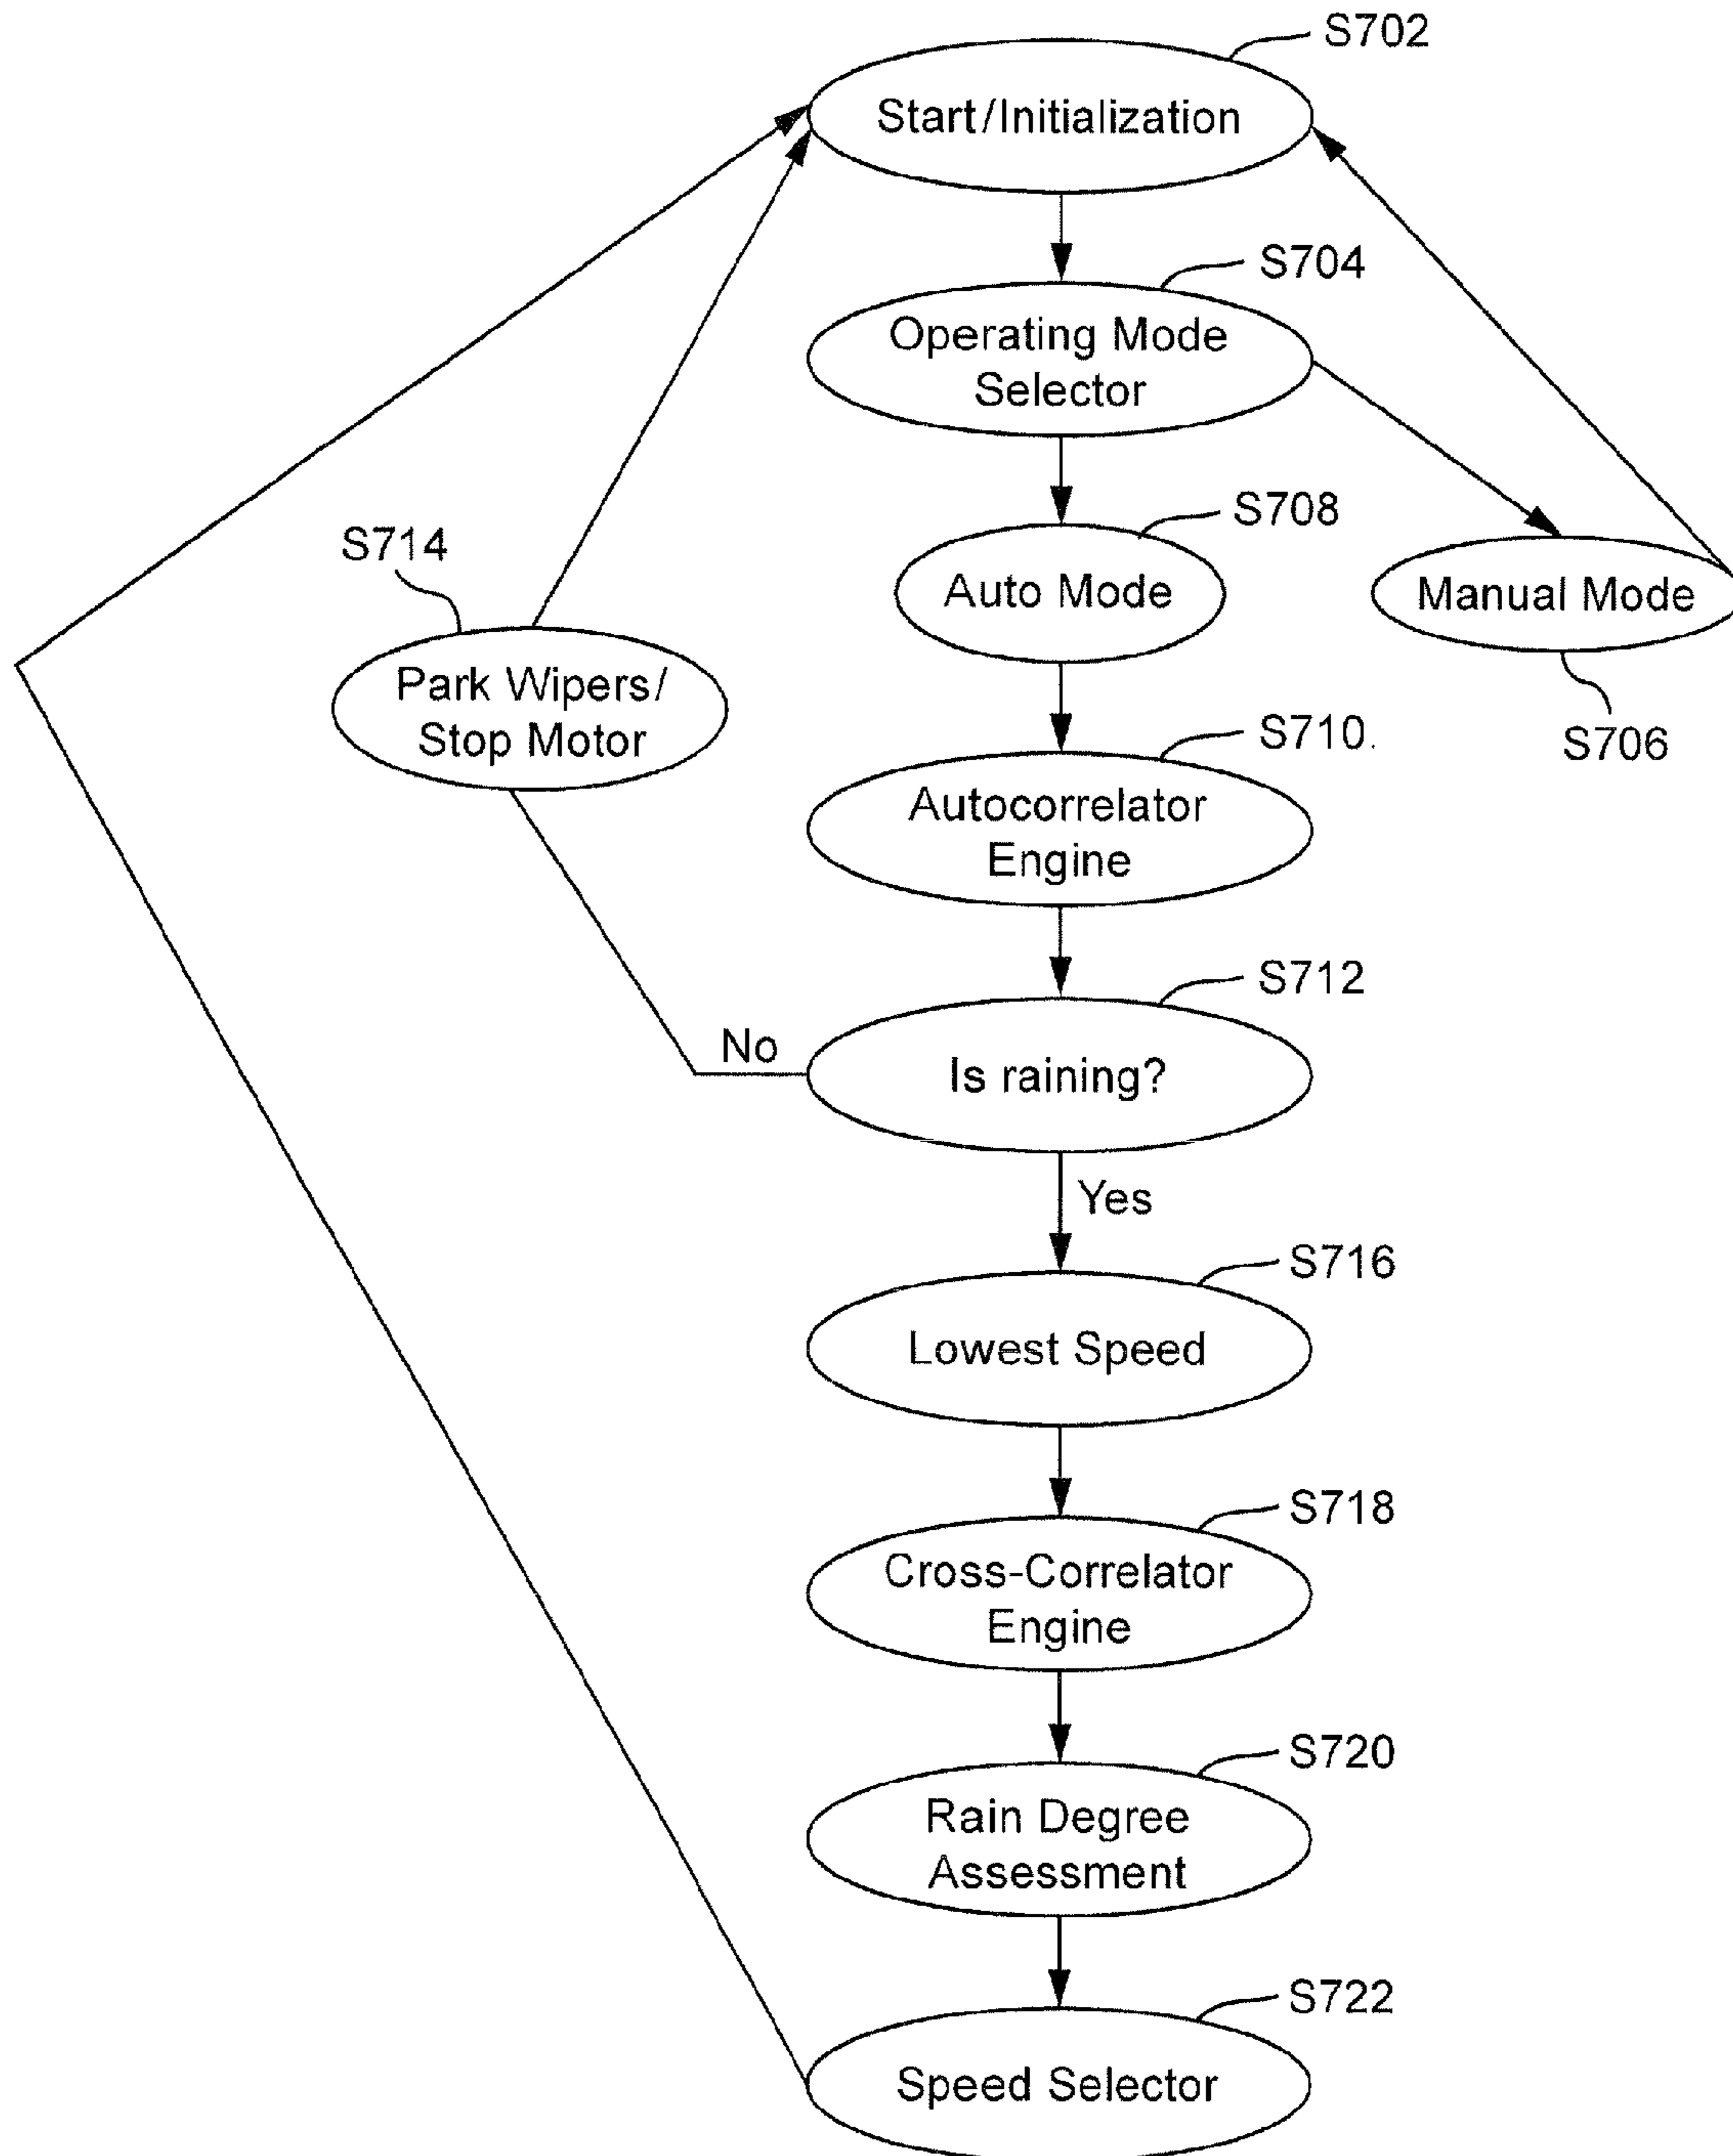 S702
Start/Initialization
S704
Operating Mode
Selector
S708
Auto Mode
Manual Mode
S706
S714
Park Wipers/
Stop Motor
S710.
Autocorrelator
Engine
S712
No
Is raining?
Yes
S716
Lowest Speed
S718
Cross-Correlator
Engine
S720
Rain Degree
Assessment
S722
Speed Selector